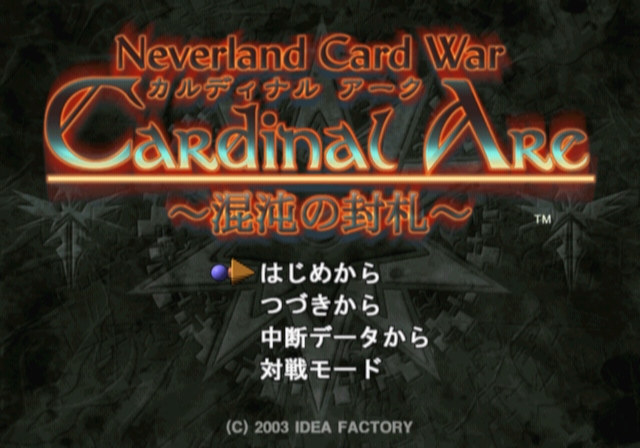 Neverland Card War
カルディナル アーク
Cardinal Arc
～混沌の封札～
TM
はじめから
つづきから
中断データから
対戦モード
(C) 2003 IDEA FACTORY